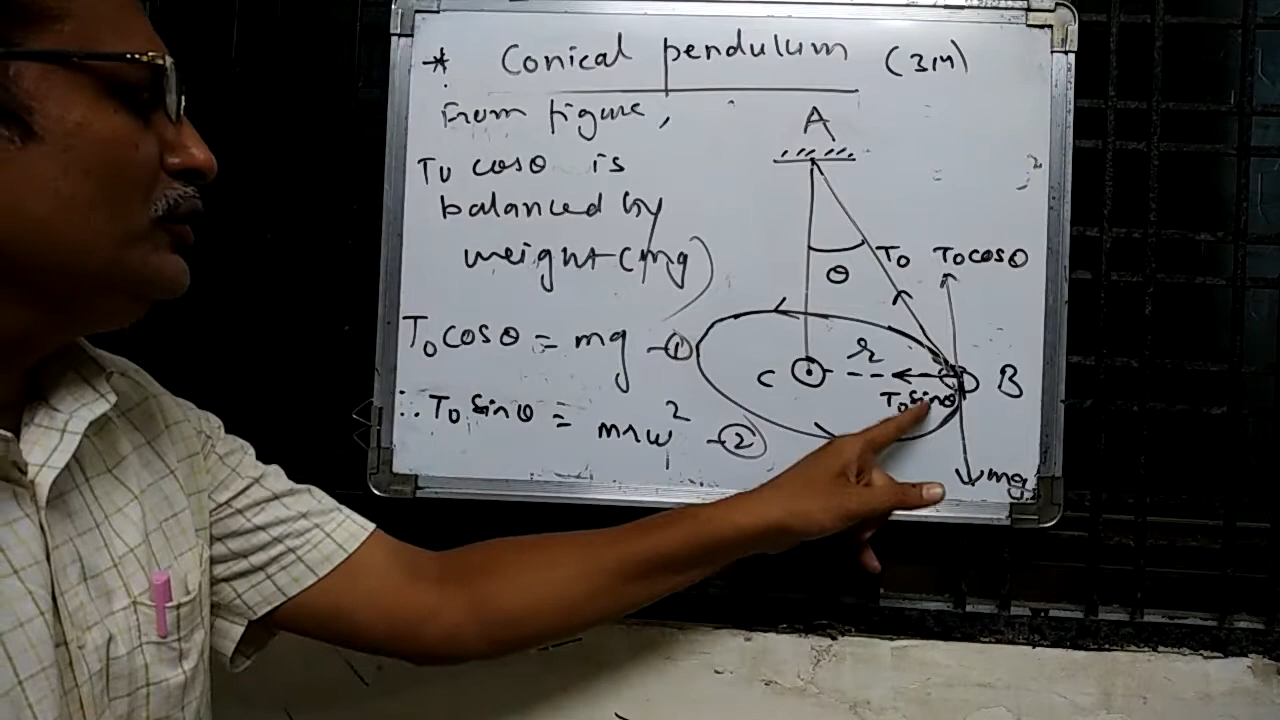 * Conical pendulum (3M)
From figure,
T₀ cosθ is
balanced by
weight (mg)
T₀cosθ = mg -①
∴ T₀ sinθ = mrω² -②
A
θ
T₀
T₀cosθ
r
C
B
T₀sinθ
mg